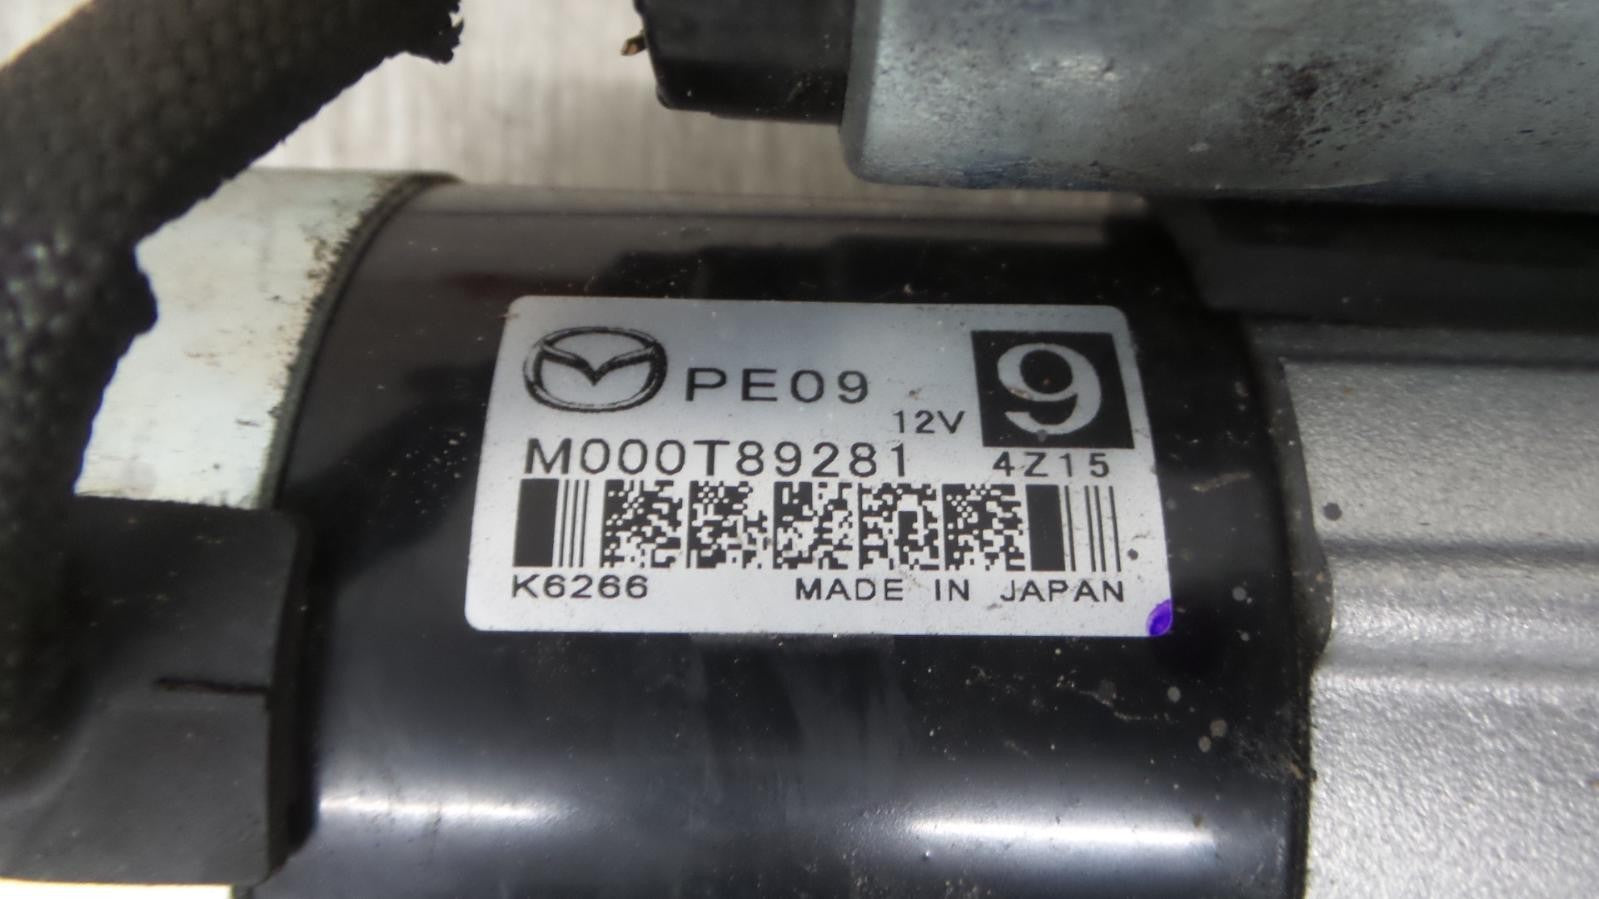 PE09
12V
9
M000T89281
4Z15
K6266
MADE IN JAPAN